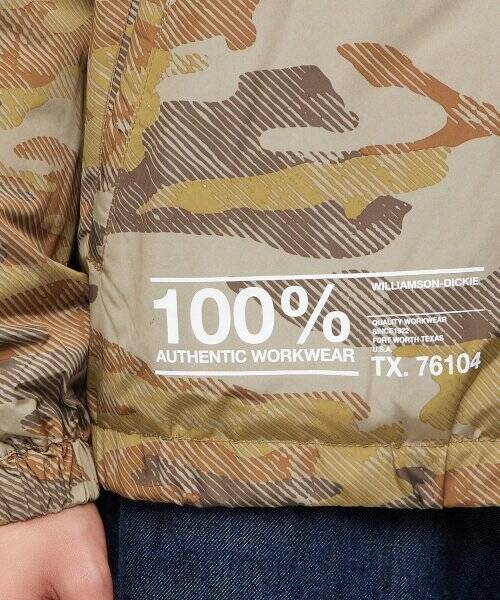 100%
AUTHENTIC WORKWEAR
WILLIAMSON-DICKIE
QUALITY WORKWEAR
SINCE1922
FORT WORTH TEXAS
U.S.A.
TX. 76104